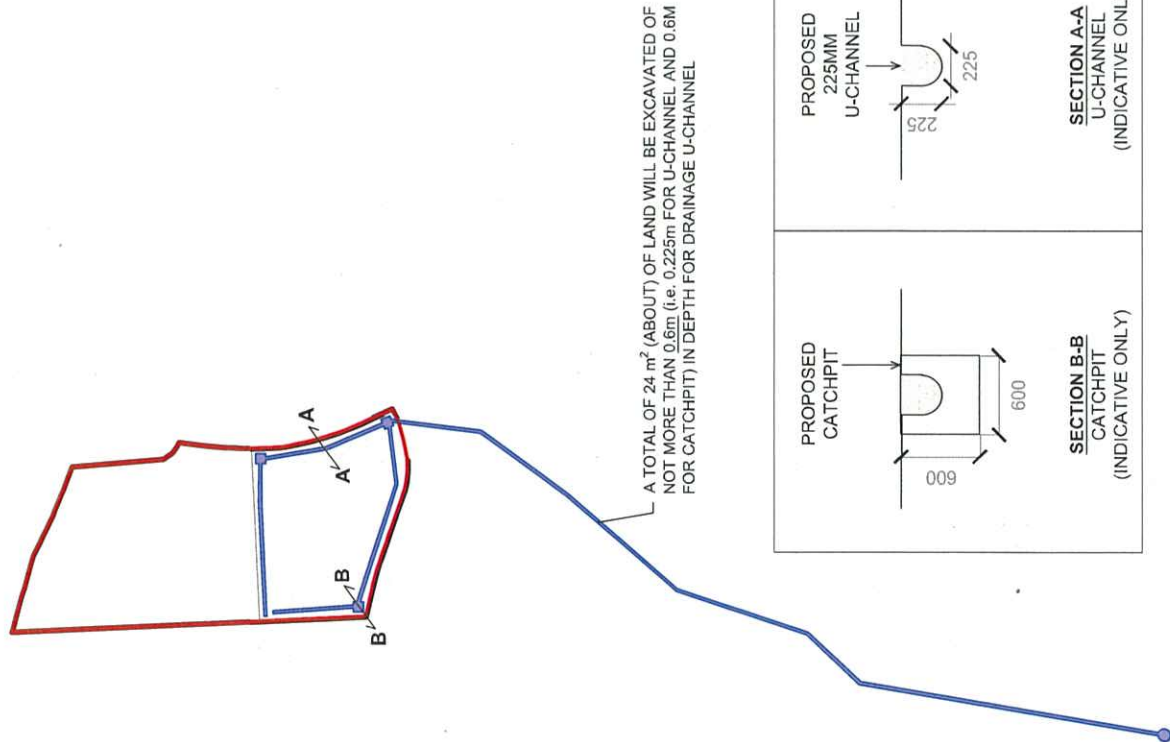 A
A
B
B
A TOTAL OF 24 m² (ABOUT) OF LAND WILL BE EXCAVATED OF
NOT MORE THAN 0.6m (i.e. 0.225m FOR U-CHANNEL AND 0.6M
FOR CATCHPIT) IN DEPTH FOR DRAINAGE U-CHANNEL
PROPOSED
CATCHPIT
600
600
SECTION B-B
CATCHPIT
(INDICATIVE ONLY)
PROPOSED
225MM
U-CHANNEL
225
225
SECTION A-A
U-CHANNEL
(INDICATIVE ONL